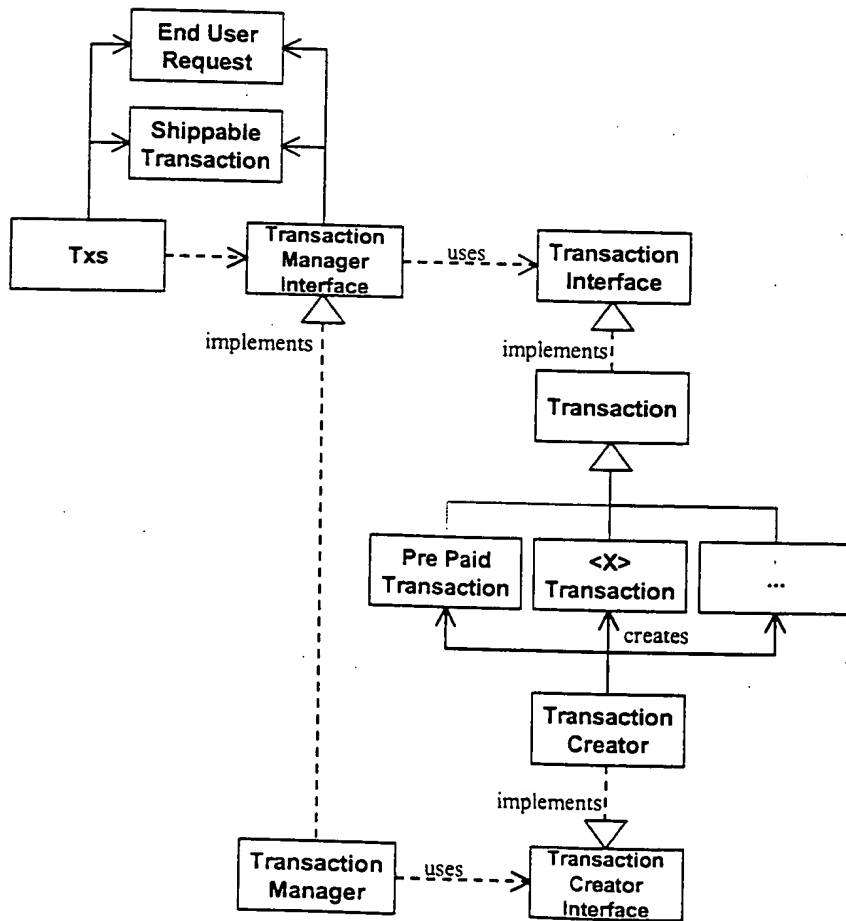 End User
Request
Shippable
Transaction
Txs
Transaction
Manager
Interface
uses
Transaction
Interface
implements
implements
Transaction
Pre Paid
Transaction
<X>
Transaction
...
creates
Transaction
Creator
implements
Transaction
Manager
uses
Transaction
Creator
Interface